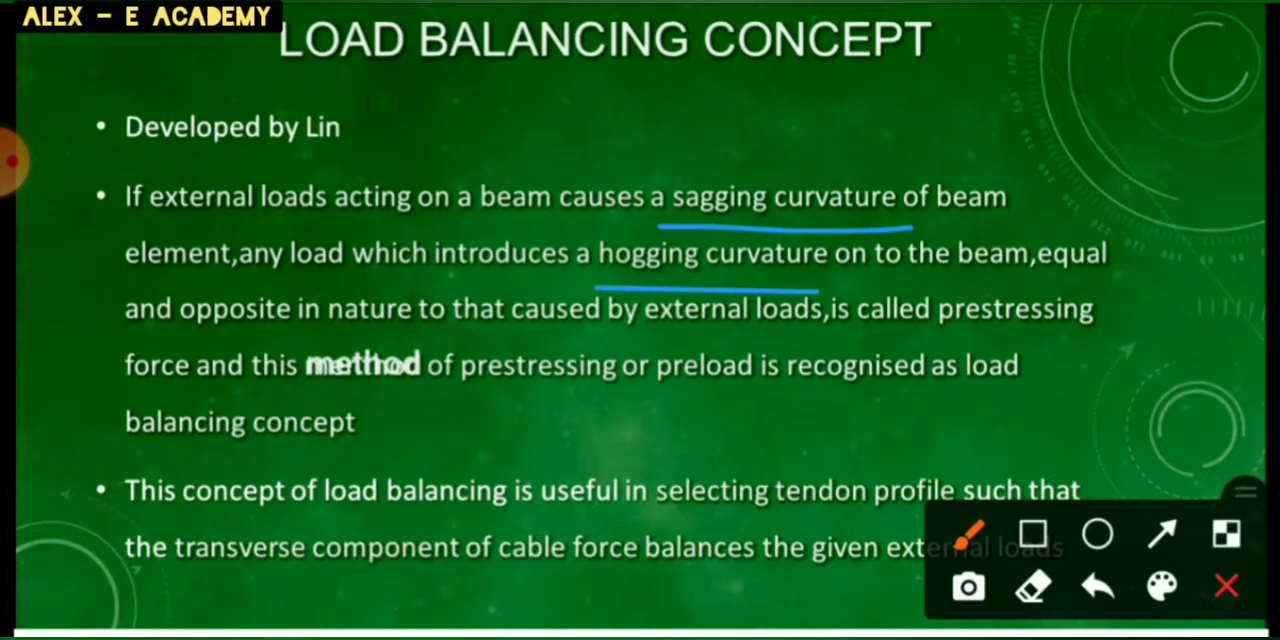 ALEX - E ACADEMY
LOAD BALANCING CONCEPT
• Developed by Lin
• If external loads acting on a beam causes a sagging curvature of beam
element,any load which introduces a hogging curvature on to the beam,equal
and opposite in nature to that caused by external loads,is called prestressing
force and this method of prestressing or preload is recognised as load
balancing concept
• This concept of load balancing is useful in selecting tendon profile such that
the transverse component of cable force balances the given external loads